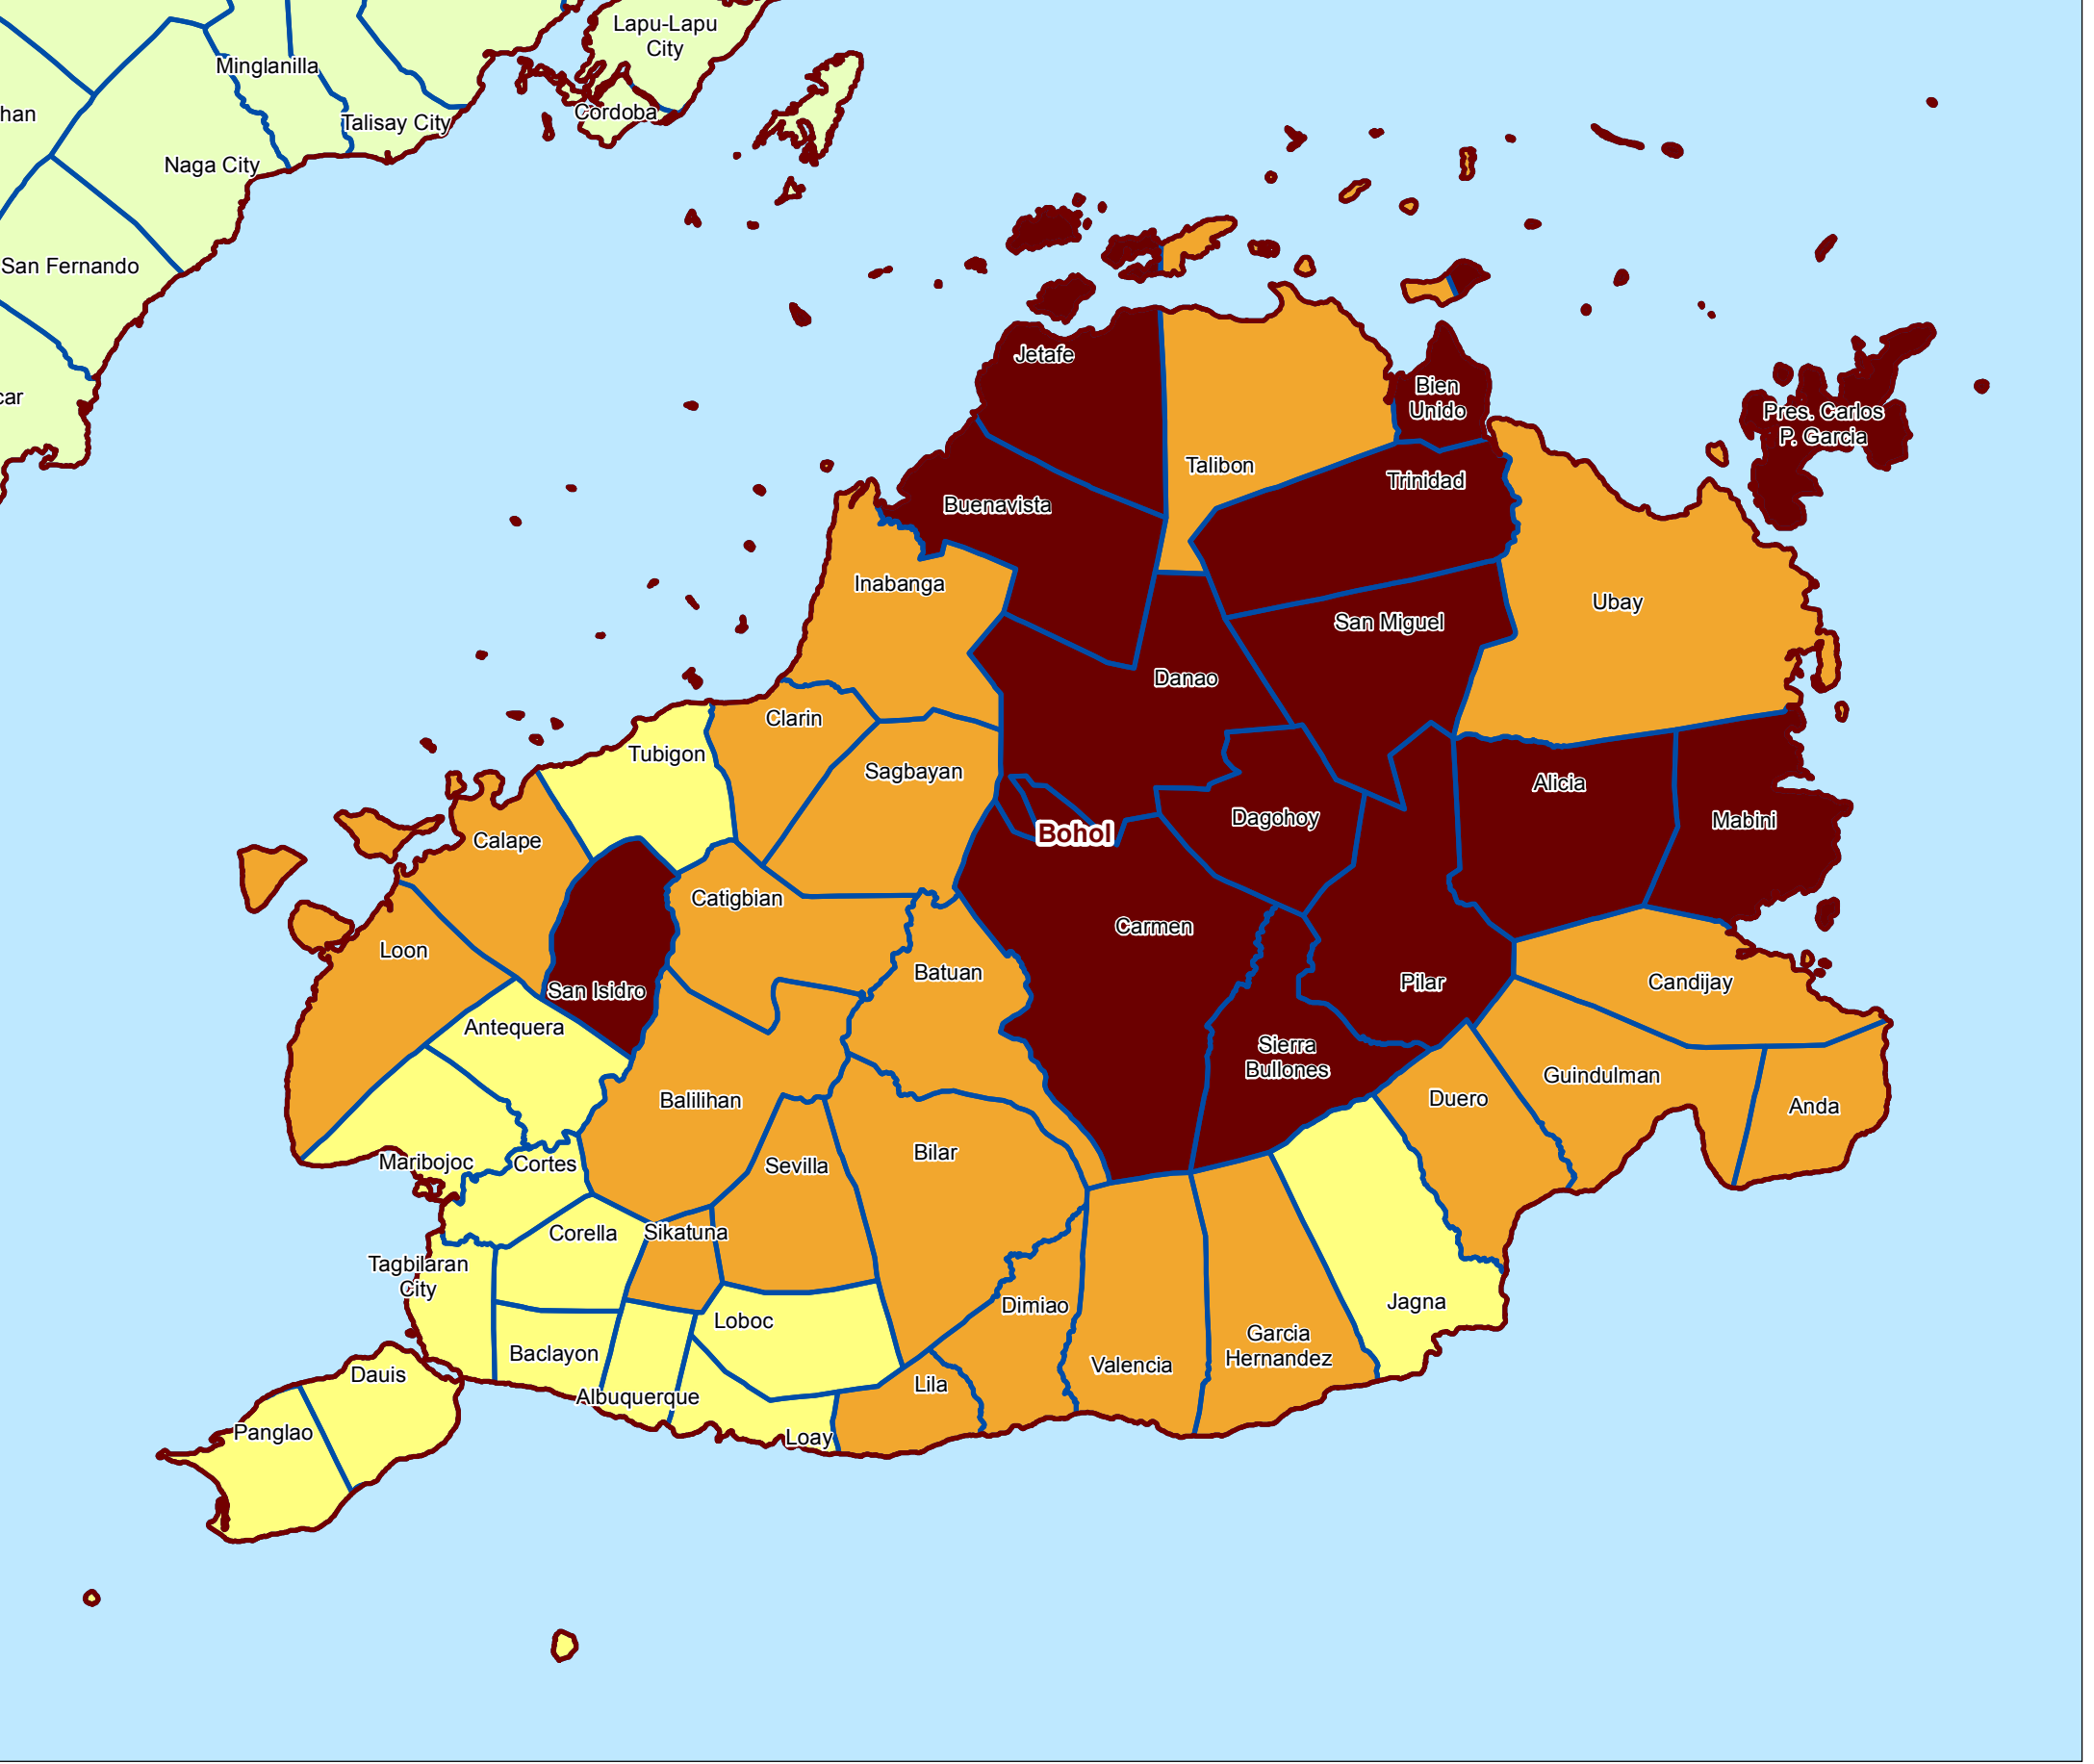 Lapu-Lapu
City
Minglanilla
han
Cordoba
Talisay City
Naga City
San Fernando
Jetafe
car
Bien
Unido
Pres. Carlos
P. Garcia
Talibon
Trinidad
Buenavista
Inabanga
Ubay
San Miguel
Danao
Clarin
Tubigon
Sagbayan
Alicia
Dagohoy
Mabini
Bohol
Calape
Catigbian
Carmen
Loon
Batuan
Pilar
Candijay
San Isidro
Antequera
Sierra
Bullones
Guindulman
Balilihan
Duero
Anda
Bilar
Maribojoc
Cortes
Sevilla
Corella
Sikatuna
Tagbilaran
City
Jagna
Dimiao
Loboc
Garcia
Hernandez
Baclayon
Valencia
Dauis
Lila
Albuquerque
Panglao
Loay